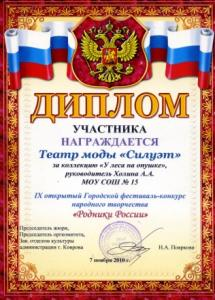 ДИПЛОМ
УЧАСТНИКА
НАГРАЖДАЕТСЯ
Театр моды «Силуэт»
за коллекцию «У леса на опушке»,
руководитель Холина А.А.
МОУ СОШ № 15
IX открытый Городской фестиваль-конкурс
народного творчества
«Родники России»
Председатель жюри,
Председатель оргкомитета,
Зав. отделом культуры
администрации г. Коврова
И.А. Пояркова
7 ноября 2010 г.